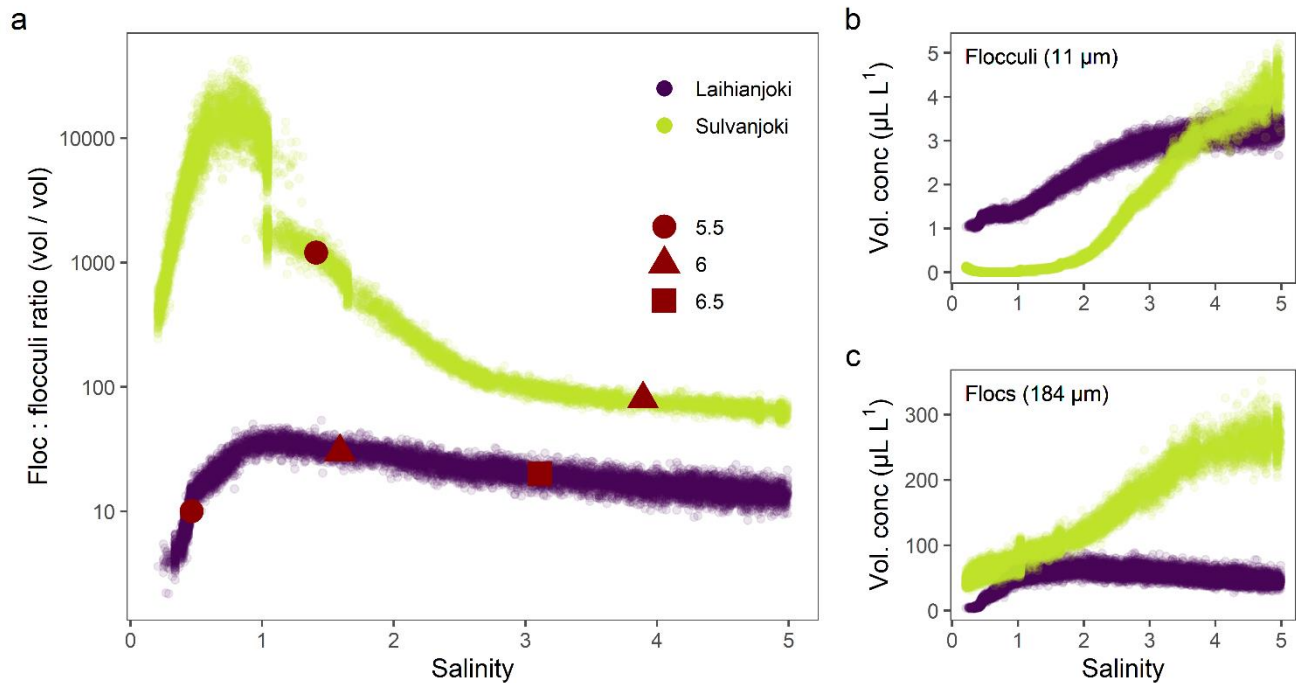 a
Floc : flocculi ratio (vol / vol)
10000
1000
100
10
Laihianjoki
Sulvanjoki
5.5
6
6.5
0 1 2 3 4 5
Salinity
b
Flocculi (11 µm)
Vol. conc (µL L¹)
5
4
3
2
1
0
0 1 2 3 4 5
c
Flocs (184 µm)
Vol. conc (µL L¹)
300
200
100
0
0 1 2 3 4 5
Salinity